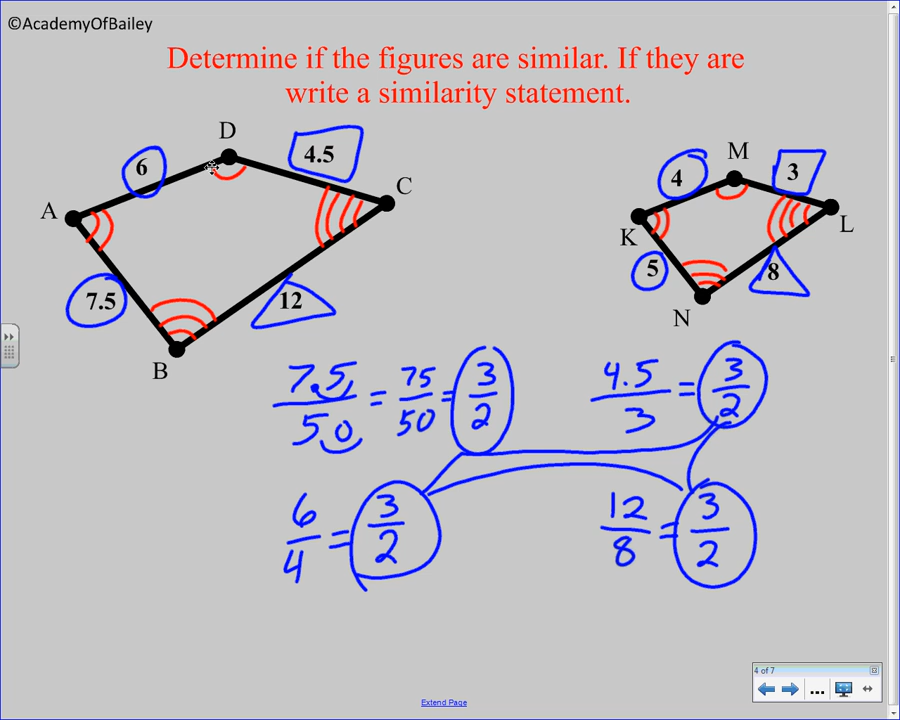 ©AcademyOfBailey
Determine if the figures are similar. If they are
write a similarity statement.
D
6
4.5
A
C
7.5
12
B
M
4
3
K
L
5
8
N
7.5/50 = 75/50 = 3/2
4.5/3 = 3/2
6/4 = 3/2
12/8 = 3/2
4 of 7
...
Extend Page